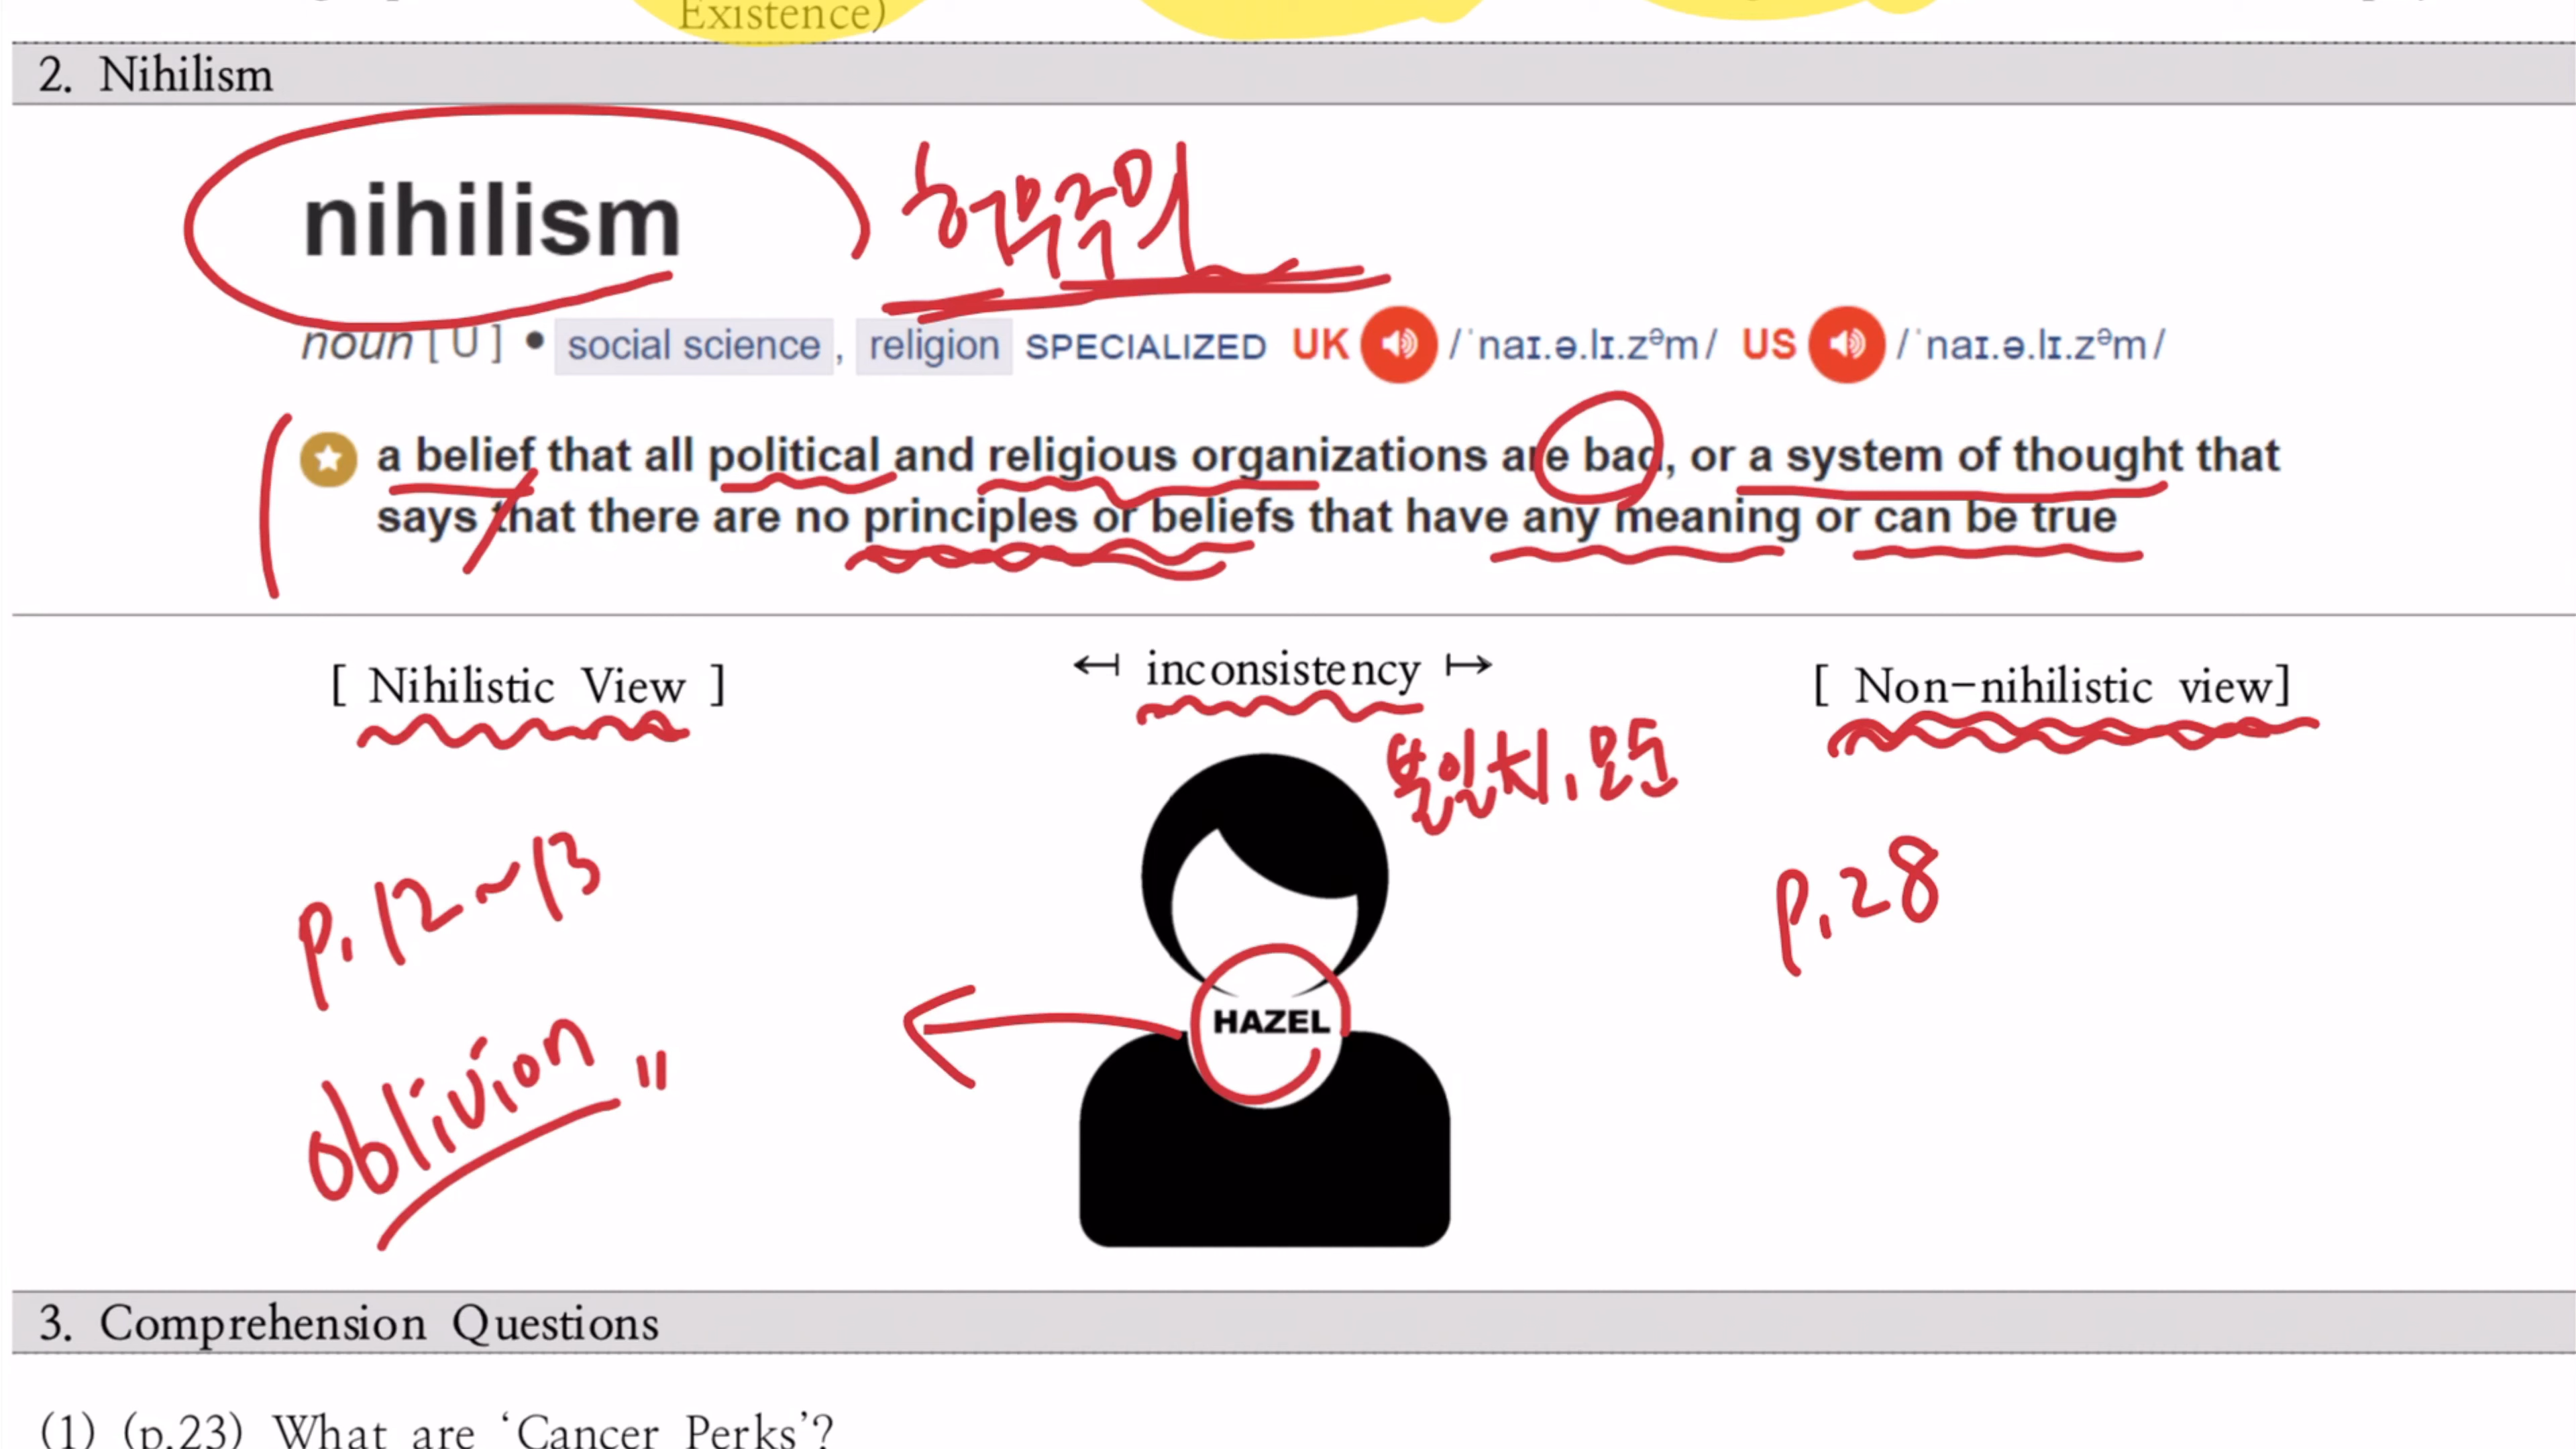 Existence)
2. Nihilism
nihilism 허무주의
noun [ U ] • social science , religion SPECIALIZED UK /ˈnaɪ.ə.lɪ.zᵊm/ US /ˈnaɪ.ə.lɪ.zᵊm/
a belief that all political and religious organizations are bad, or a system of thought that
says that there are no principles or beliefs that have any meaning or can be true
[ Nihilistic View ] ↤ inconsistency ↦ [ Non-nihilistic view]
불일치, 모순
p. 12~13
p. 28
HAZEL
oblivion "
3. Comprehension Questions
(1) (p.23) What are ‘Cancer Perks’?